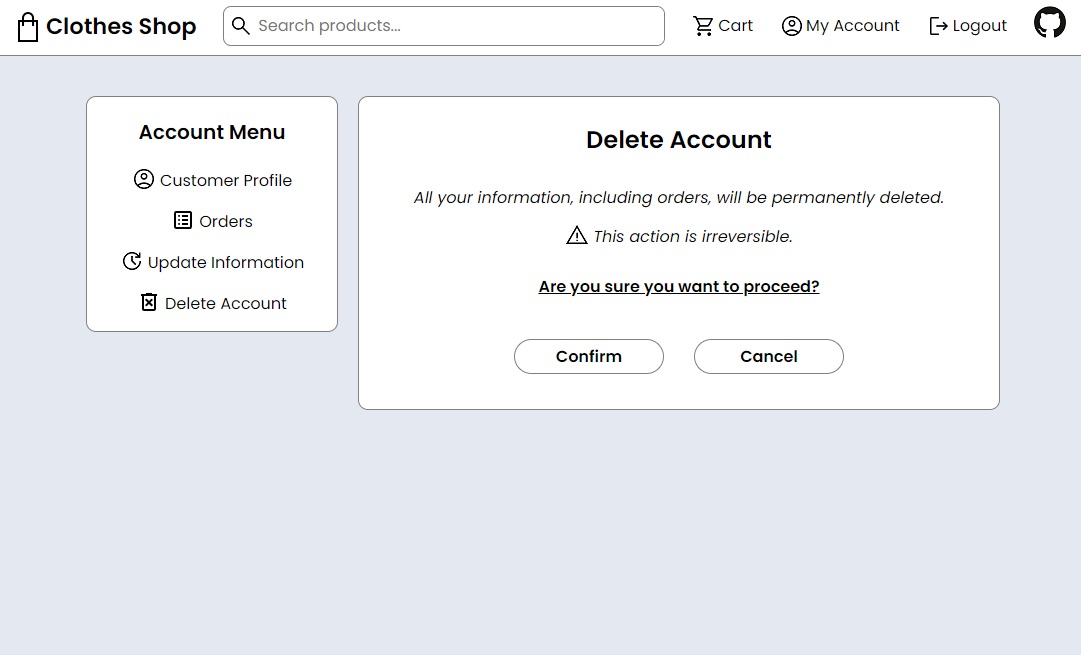 Clothes Shop
Search products...
Cart
My Account
Logout
Account Menu
Customer Profile
Orders
Update Information
Delete Account
Delete Account
All your information, including orders, will be permanently deleted.
This action is irreversible.
Are you sure you want to proceed?
Confirm
Cancel